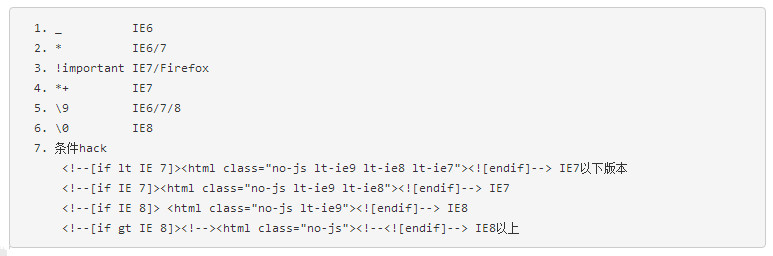 1. _ IE6
2. * IE6/7
3. !important IE7/Firefox
4. *+ IE7
5. \9 IE6/7/8
6. \0 IE8
7. 条件hack
<!--[if lt IE 7]><html class="no-js lt-ie9 lt-ie8 lt-ie7"><![endif]--> IE7以下版本
<!--[if IE 7]><html class="no-js lt-ie9 lt-ie8"><![endif]--> IE7
<!--[if IE 8]> <html class="no-js lt-ie9"><![endif]--> IE8
<!--[if gt IE 8]><!--><html class="no-js"><!--<![endif]--> IE8以上